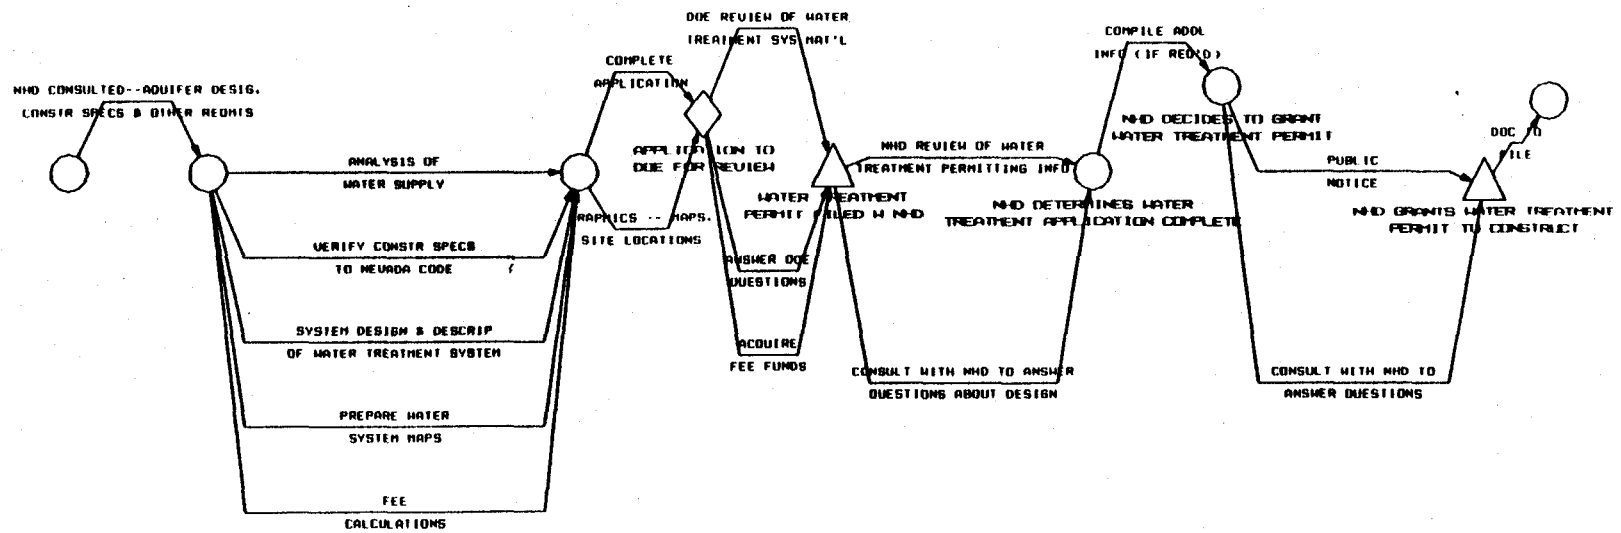 NHD CONSULTED--AQUIFER DESIG.
CONSTR SPECS & OTHER REQMTS
ANALYSIS OF
WATER SUPPLY
VERIFY CONSTR SPECS
TO NEVADA CODE
SYSTEM DESIGN & DESCRIP
OF WATER TREATMENT SYSTEM
PREPARE WATER
SYSTEM MAPS
FEE
CALCULATIONS
COMPLETE
APPLICATION
RAPHICS -- MAPS.
SITE LOCATIONS
APPLICATION TO
DOE FOR REVIEW
DOE REVIEW OF WATER
TREATMENT SYS MAT'L
ANSWER DOE
QUESTIONS
ACQUIRE
FEE FUNDS
WATER TREATMENT
PERMIT FILED W NHD
NHD REVIEW OF WATER
TREATMENT PERMITTING INFO
CONSULT WITH NHD TO ANSWER
QUESTIONS ABOUT DESIGN
NHD DETERMINES WATER
TREATMENT APPLICATION COMPLETE
COMPILE ADDL
INFO (IF REQ'D)
NHD DECIDES TO GRANT
WATER TREATMENT PERMIT
PUBLIC
NOTICE
CONSULT WITH NHD TO
ANSWER QUESTIONS
NHD GRANTS WATER TREATMENT
PERMIT TO CONSTRUCT
DOC TO
ILE